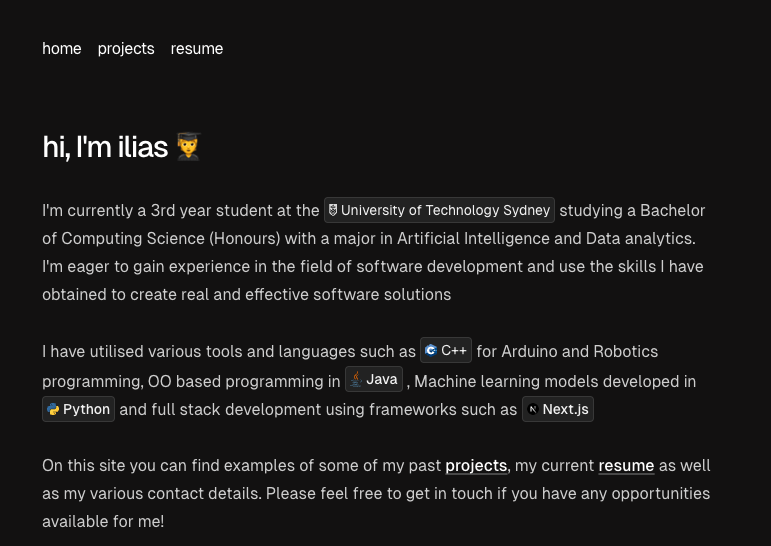 home projects resume
hi, I'm ilias 👨‍🎓
I'm currently a 3rd year student at the University of Technology Sydney studying a Bachelor
of Computing Science (Honours) with a major in Artificial Intelligence and Data analytics.
I'm eager to gain experience in the field of software development and use the skills I have
obtained to create real and effective software solutions
I have utilised various tools and languages such as C++ for Arduino and Robotics
programming, OO based programming in Java , Machine learning models developed in
Python and full stack development using frameworks such as Next.js
On this site you can find examples of some of my past projects, my current resume as well
as my various contact details. Please feel free to get in touch if you have any opportunities
available for me!